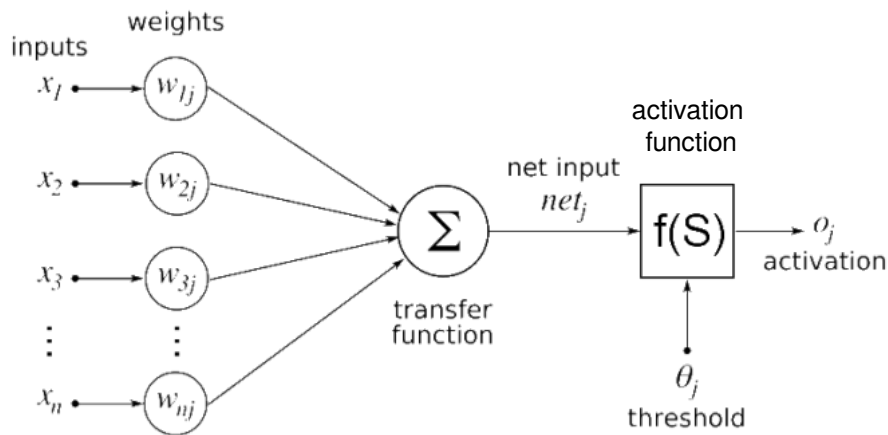 weights
inputs
x₁
w₁ⱼ
activation
function
x₂
w₂ⱼ
net input
netⱼ
Σ
f(S)
oⱼ
activation
x₃
w₃ⱼ
transfer
function
⋮
⋮
θⱼ
threshold
xₙ
wₙⱼ